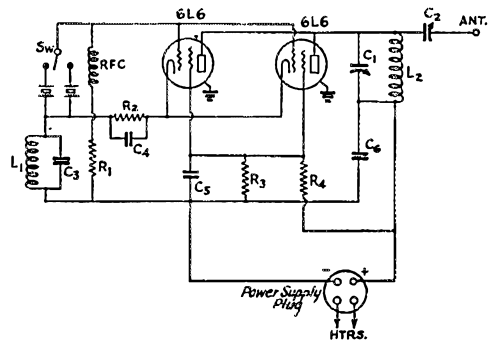 6L6
6L6
C2
ANT.
Sw.
RFC
C1
L2
R2
C4
L1
C3
R1
C5
R3
R4
C6
- +
Power Supply
Plug
HTRS.